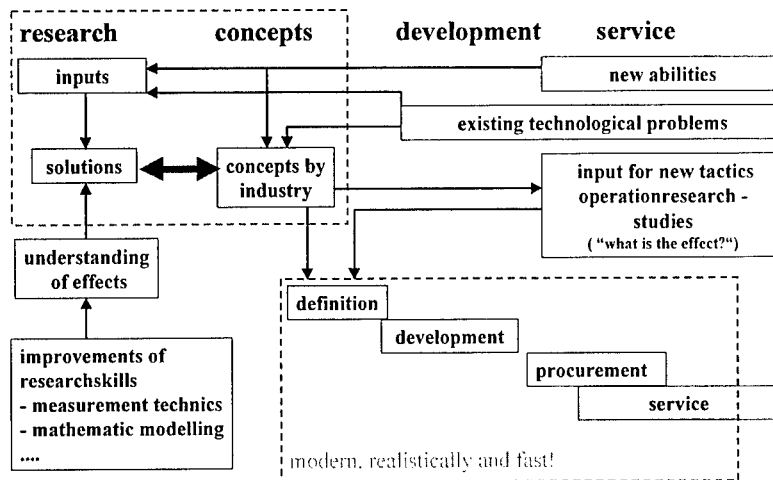 research concepts development service
inputs
new abilities
existing technological problems
solutions
concepts by
industry
input for new tactics
operationresearch -
studies
( "what is the effect?")
understanding
of effects
definition
development
procurement
service
improvements of
researchskills
- measurement technics
- mathematic modelling
....
modern, realistically and fast!